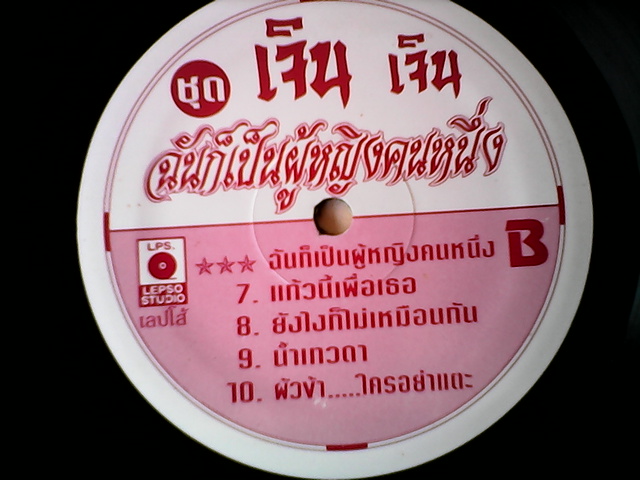 ชุด เจิน เจิน
ฉันก็เป็นผู้หญิงคนหนึ่ง
LPS.
LEPSO
STUDIO
เลปโส้
B
*** ฉันก็เป็นผู้หญิงคนหนึ่ง
7. แก้วนี้เพื่อเธอ
8. ยังไงก็ไม่เหมือนกัน
9. น้ำเทวดา
10. ผัวข้า.....ใครอย่าแตะ